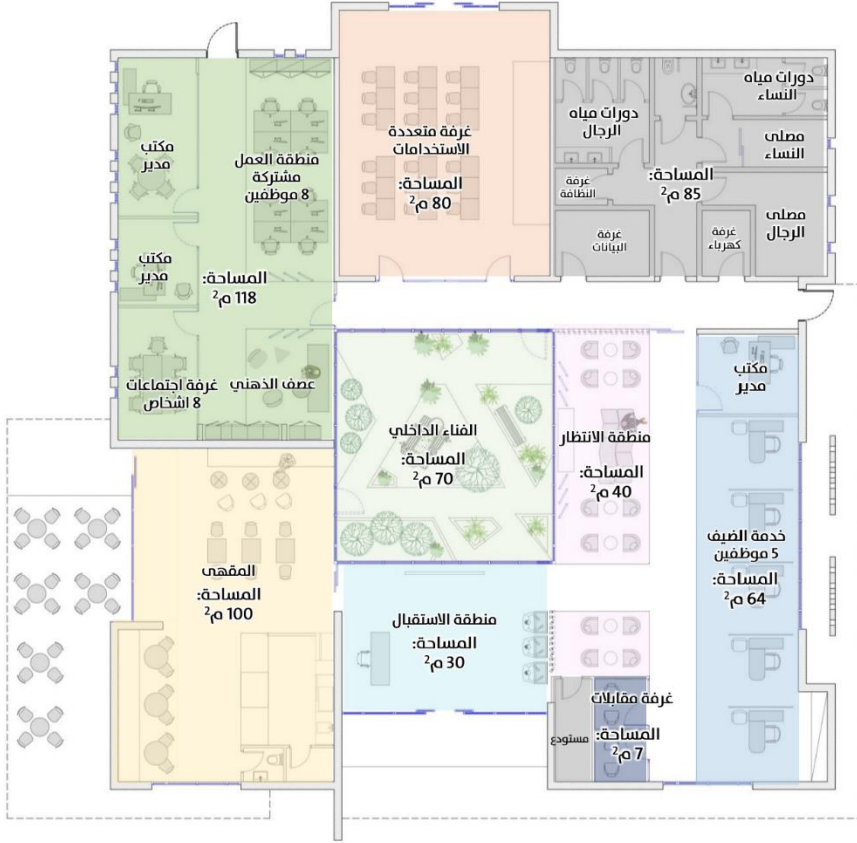 مكتب
مدير
منطقة العمل
مشتركة
8 موظفين
مكتب
مدير
المساحة:
118 م²
غرفة اجتماعات
8 اشخاص
عصف الذهني
غرفة متعددة
الاستخدامات
المساحة:
80 م²
دورات مياه
الرجال
دورات مياه
النساء
مصلى
النساء
غرفة
النظافة
المساحة:
85 م²
غرفة
البيانات
غرفة
كهرباء
مصلى
الرجال
الفناء الداخلي
المساحة:
70 م²
منطقة الانتظار
المساحة:
40 م²
مكتب
مدير
خدمة الضيف
5 موظفين
المساحة:
64 م²
المقهى
المساحة:
100 م²
منطقة الاستقبال
المساحة:
30 م²
غرفة مقابلات
المساحة:
7 م²
مستودع